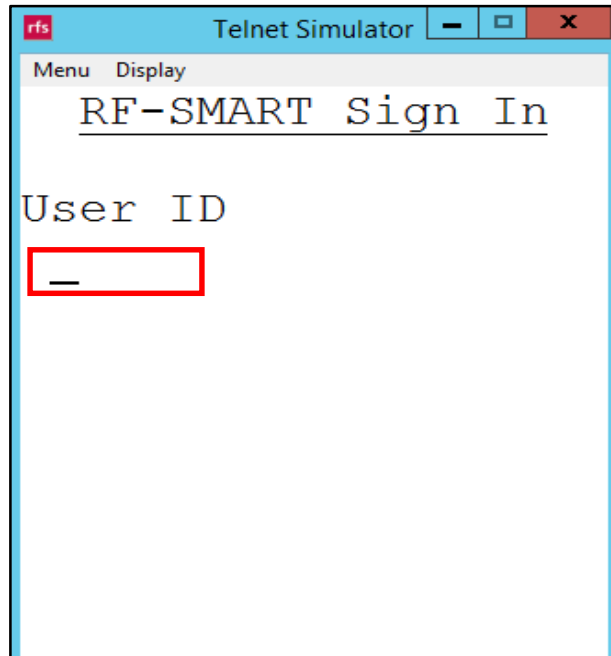 rfs
Telnet Simulator
Menu Display
RF-SMART Sign In
User ID
_